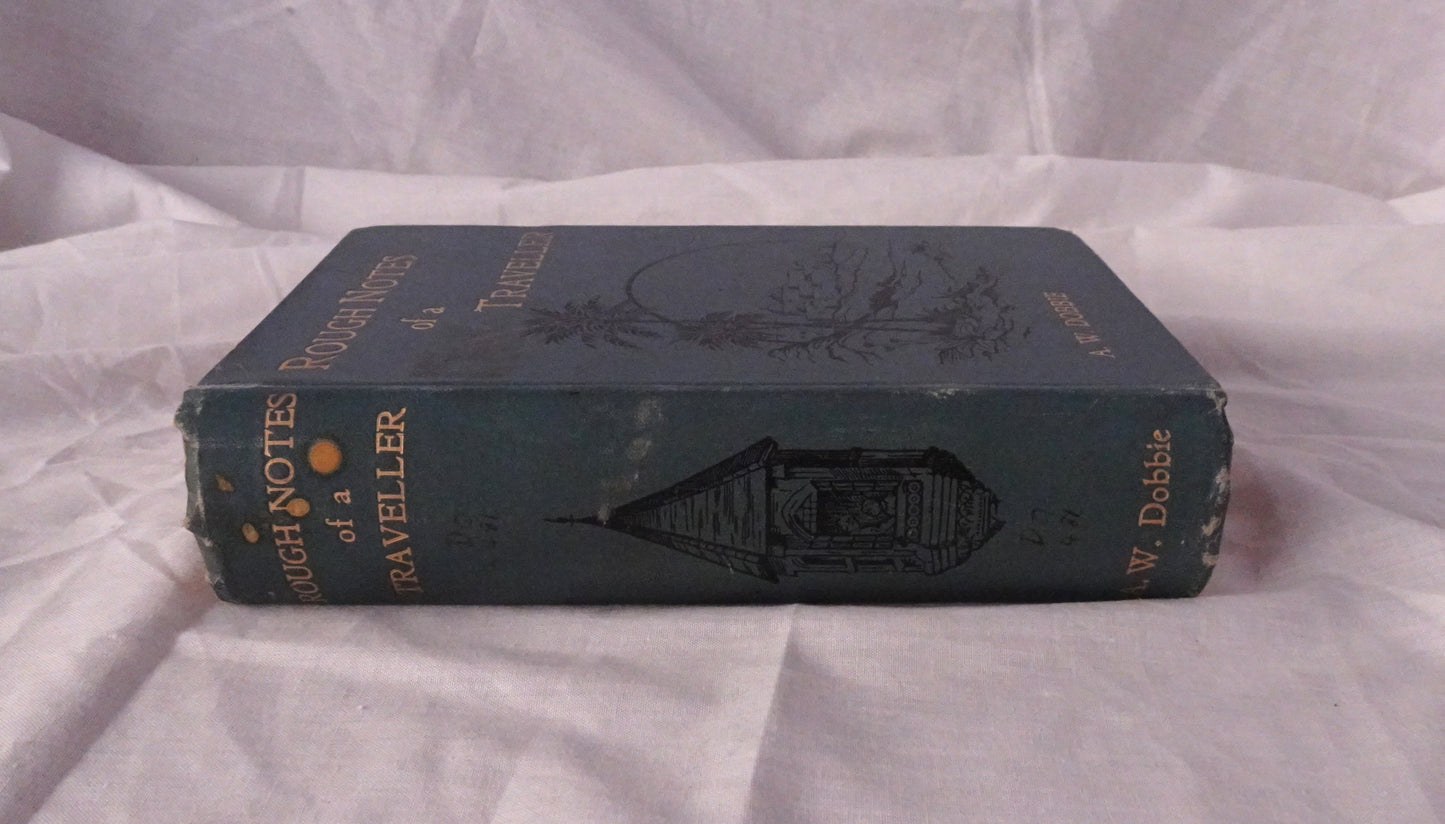 ROUGH NOTES
of a
TRAVELLER
A. W. DOBBIE
ROUGH NOTES
of a
TRAVELLER
A. W. Dobbie